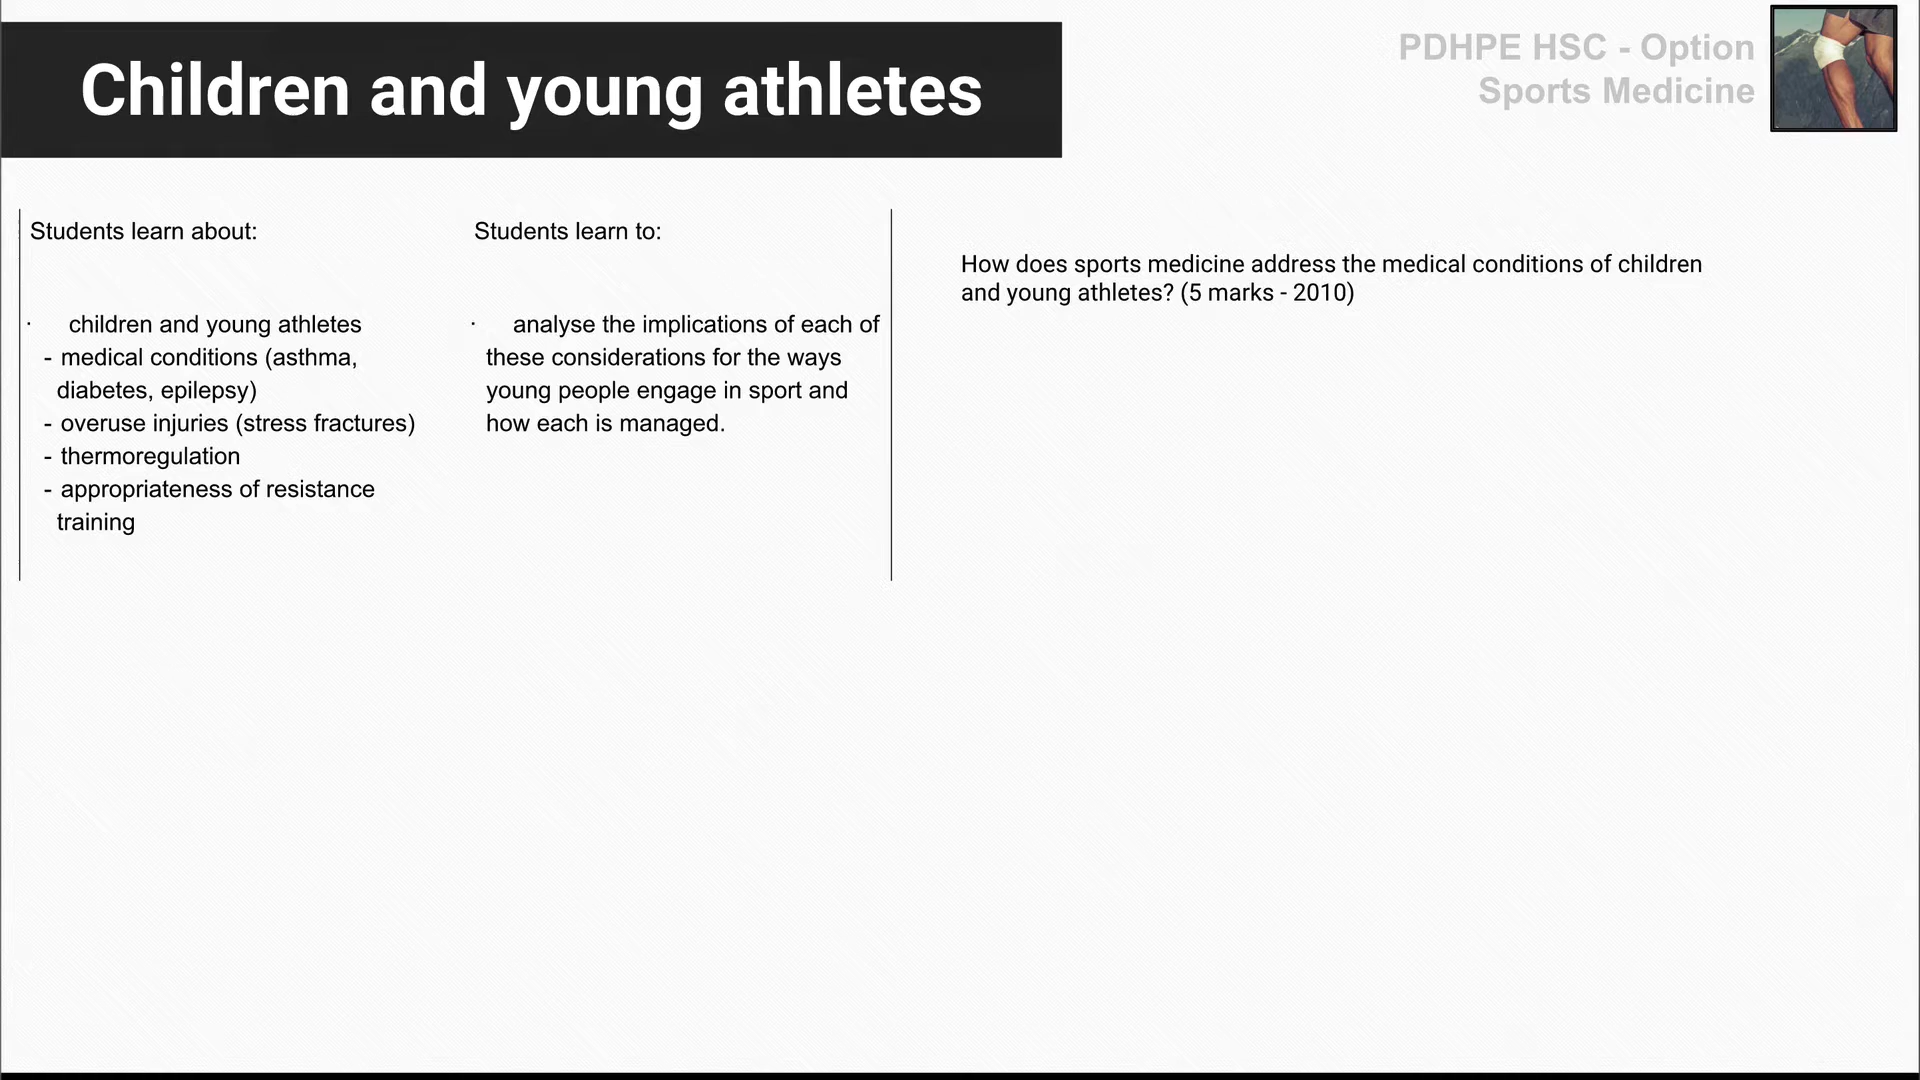 Children and young athletes
PDHPE HSC - Option
Sports Medicine
Students learn about:
· children and young athletes
- medical conditions (asthma,
diabetes, epilepsy)
- overuse injuries (stress fractures)
- thermoregulation
- appropriateness of resistance
training
Students learn to:
· analyse the implications of each of
these considerations for the ways
young people engage in sport and
how each is managed.
How does sports medicine address the medical conditions of children
and young athletes? (5 marks - 2010)